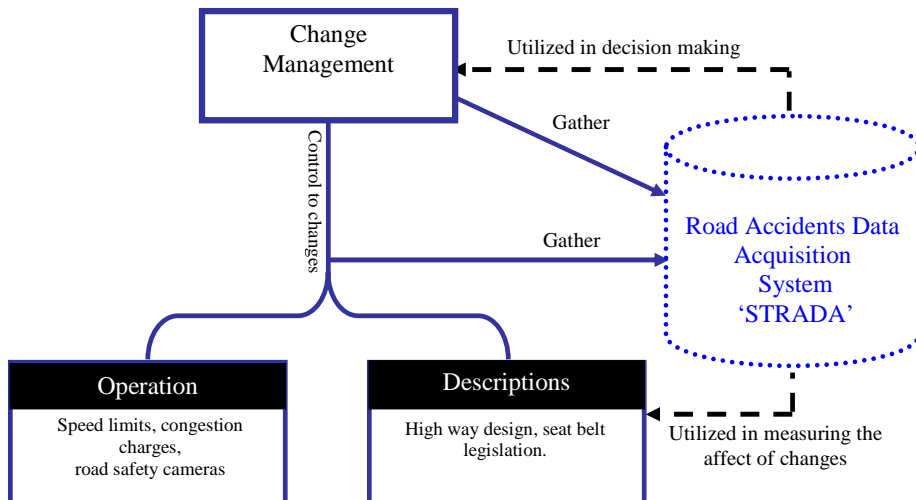 Change
Management
Utilized in decision making
Gather
Control to changes
Gather
Road Accidents Data
Acquisition
System
‘STRADA’
Operation
Speed limits, congestion
charges,
road safety cameras
Descriptions
High way design, seat belt
legislation.
Utilized in measuring the
affect of changes